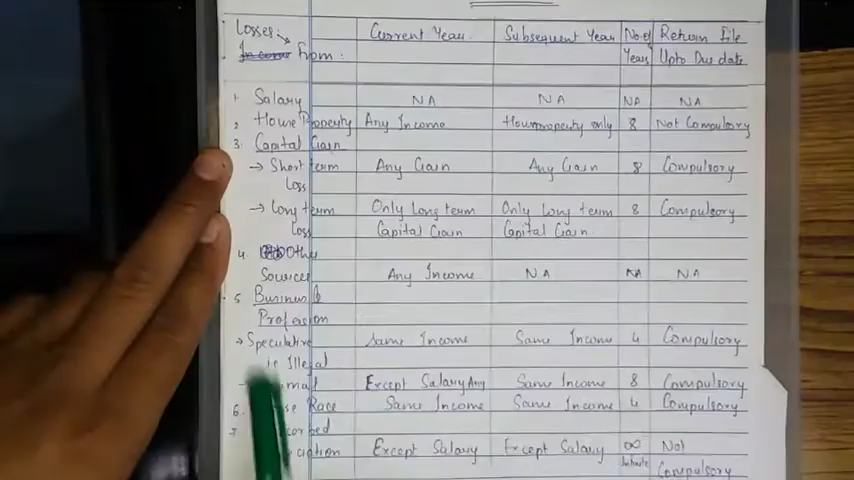 Losses Current Year Subsequent Year No. of Return File
From: Years Upto Due date
1. Salary NA NA NA NA
2. House Property Any Income House property only 8 Not Compulsory
3. Capital Gain
→ Short term Any Gain Any Gain 8 Compulsory
Loss
→ Long term Only Long term Only Long term 8 Compulsory
Loss Capital Gain Capital Gain
4. Other
Sources Any Income NA NA NA
5. Business &
Profession
→ Speculative Same Income Same Income 4 Compulsory
ie Illegal
Except Salary Any Same Income 8 Compulsory
6. Race Same Income Same Income 4 Compulsory
7.
Except Salary Except Salary ∞ Not
Infinite Compulsory